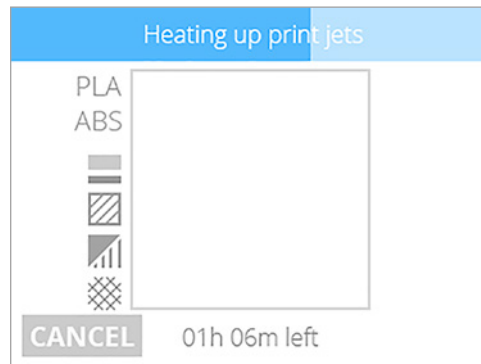 Heating up print jets
PLA
ABS
CANCEL
01h 06m left